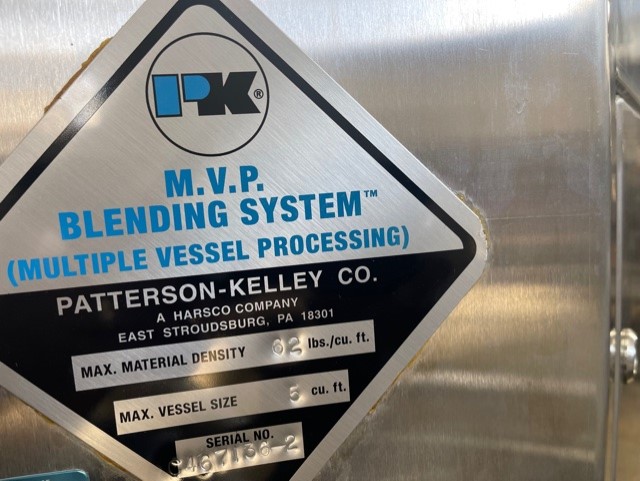 PK®
M.V.P.
BLENDING SYSTEM™
(MULTIPLE VESSEL PROCESSING)
PATTERSON-KELLEY CO.
A HARSCO COMPANY
EAST STROUDSBURG, PA 18301
MAX. MATERIAL DENSITY 62 lbs./cu. ft.
MAX. VESSEL SIZE 5 cu. ft.
SERIAL NO.